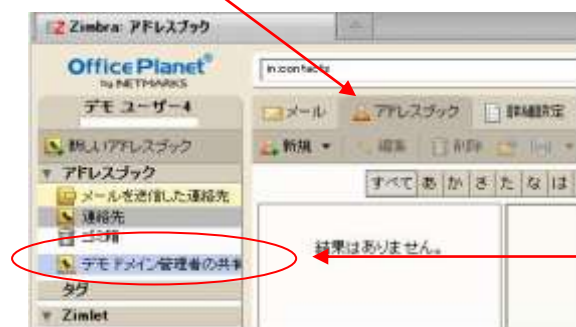 Zimbra: アドレスブック
Office Planet
by NETMARKS
in:contacts
デモ ユーザー4
メール アドレスブック 詳細設定
新しいアドレスブック
新規 編集 削除
アドレスブック
すべて あ か さ た な は
メールを送信した連絡先
連絡先
ゴミ箱
結果はありません。
デモドメイン管理者の共有
タグ
Zimlet